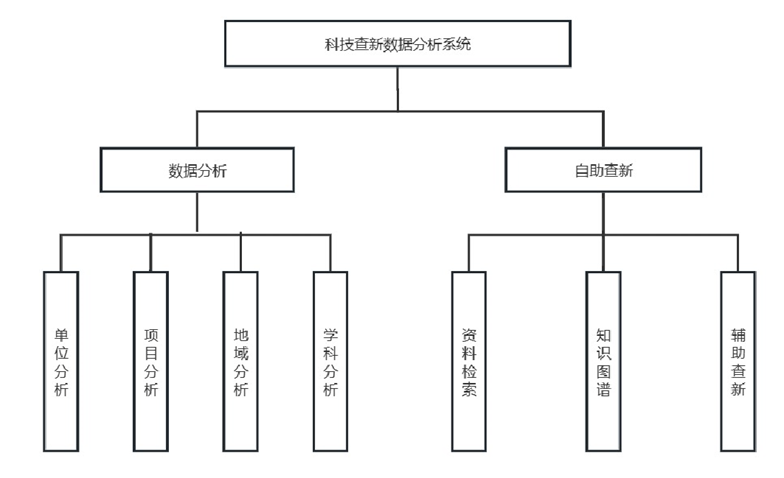 科技查新数据分析系统
数据分析
自助查新
单位分析
项目分析
地域分析
学科分析
资料检索
知识图谱
辅助查新